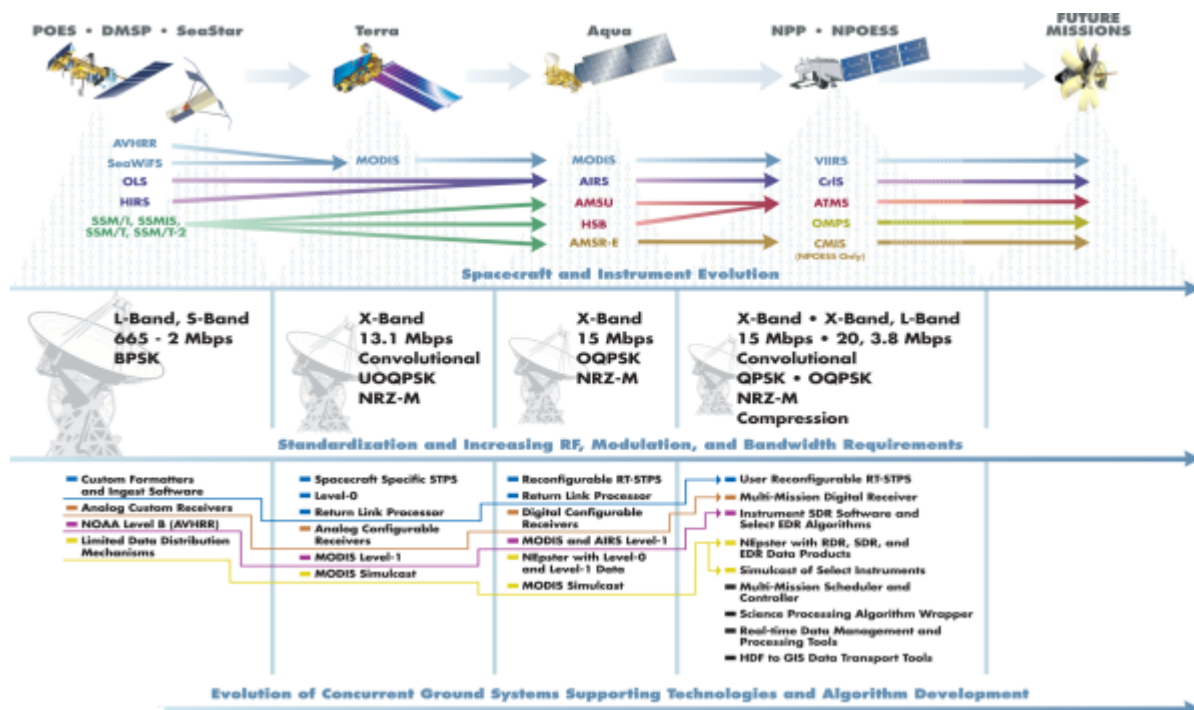 POES • DMSP • SeaStar
Terra
Aqua
NPP • NPOESS
FUTURE
MISSIONS
AVHRR
SeaWiFS
OLS
HIRS
SSM/I, SSMIS,
SSM/T, SSM/T-2
MODIS
MODIS
AIRS
AMSU
HSB
AMSR-E
VIIRS
CrIS
ATMS
OMPS
CMIS
(NPOESS Only)
Spacecraft and Instrument Evolution
L-Band, S-Band
665 - 2 Mbps
BPSK
X-Band
13.1 Mbps
Convolutional
UOQPSK
NRZ-M
X-Band
15 Mbps
OQPSK
NRZ-M
X-Band • X-Band, L-Band
15 Mbps • 20, 3.8 Mbps
Convolutional
QPSK • OQPSK
NRZ-M
Compression
Standardization and Increasing RF, Modulation, and Bandwidth Requirements
Custom Formatters
and Ingest Software
Analog Custom Receivers
NOAA Level B (AVHRR)
Limited Data Distribution
Mechanisms
Spacecraft Specific STPS
Level-0
Return Link Processor
Analog Configurable
Receivers
MODIS Level-1
MODIS Simulcast
Reconfigurable RT-STPS
Return Link Processor
Digital Configurable
Receivers
MODIS and AIRS Level-1
NEpster with Level-0
and Level-1 Data
MODIS Simulcast
User Reconfigurable RT-STPS
Multi-Mission Digital Receiver
Instrument SDR Software and
Select EDR Algorithms
NEpster with RDR, SDR, and
EDR Data Products
Simulcast of Select Instruments
Multi-Mission Scheduler and
Controller
Science Processing Algorithm Wrapper
Real-time Data Management and
Processing Tools
HDF to GIS Data Transport Tools
Evolution of Concurrent Ground Systems Supporting Technologies and Algorithm Development